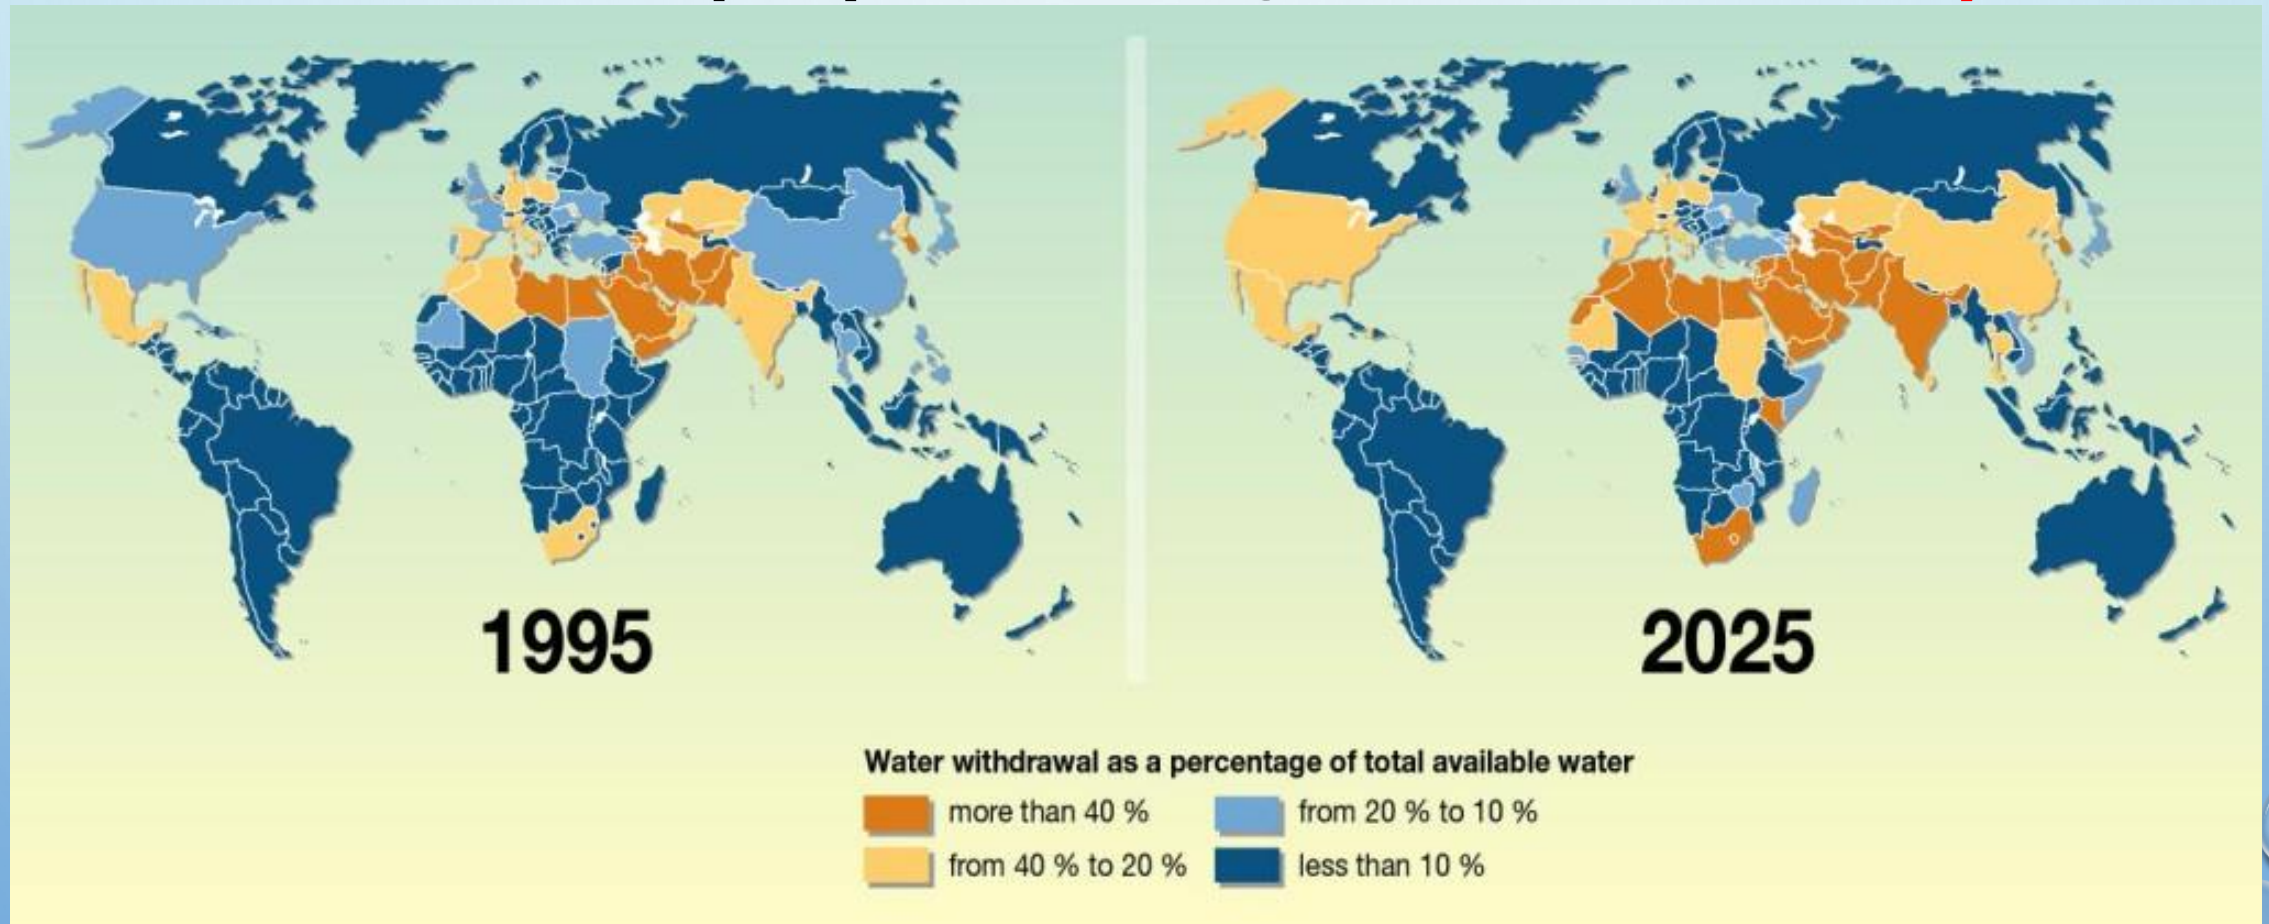 1995
2025
Water withdrawal as a percentage of total available water
more than 40 %
from 20 % to 10 %
from 40 % to 20 %
less than 10 %